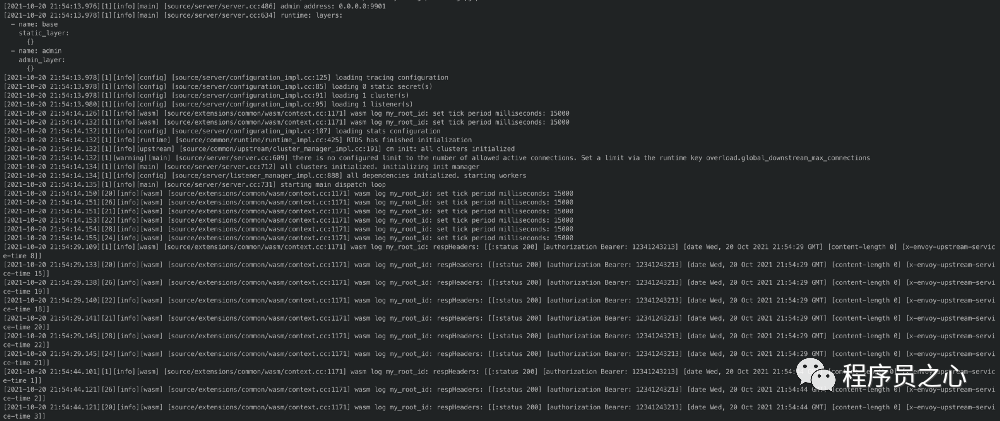 [2021-10-20 21:54:13.976][1][info][main] [source/server/server.cc:486] admin address: 0.0.0.0:9901
[2021-10-20 21:54:13.978][1][info][main] [source/server/server.cc:634] runtime: layers:
- name: base
static_layer:
{}
- name: admin
admin_layer:
{}
[2021-10-20 21:54:13.978][1][info][config] [source/server/configuration_impl.cc:125] loading tracing configuration
[2021-10-20 21:54:13.978][1][info][config] [source/server/configuration_impl.cc:85] loading 0 static secret(s)
[2021-10-20 21:54:13.978][1][info][config] [source/server/configuration_impl.cc:91] loading 1 cluster(s)
[2021-10-20 21:54:13.980][1][info][config] [source/server/configuration_impl.cc:95] loading 1 listener(s)
[2021-10-20 21:54:14.126][1][info][wasm] [source/extensions/common/wasm/context.cc:1171] wasm log my_root_id: set tick period milliseconds: 15000
[2021-10-20 21:54:14.132][1][info][wasm] [source/extensions/common/wasm/context.cc:1171] wasm log my_root_id: set tick period milliseconds: 15000
[2021-10-20 21:54:14.132][1][info][config] [source/server/configuration_impl.cc:107] loading stats configuration
[2021-10-20 21:54:14.132][1][info][runtime] [source/common/runtime/runtime_impl.cc:425] RTDS has finished initialization
[2021-10-20 21:54:14.132][1][info][upstream] [source/common/upstream/cluster_manager_impl.cc:191] cm init: all clusters initialized
[2021-10-20 21:54:14.132][1][warning][main] [source/server/server.cc:609] there is no configured limit to the number of allowed active connections. Set a limit via the runtime key overload.global_downstream_max_connections
[2021-10-20 21:54:14.134][1][info][main] [source/server/server.cc:712] all clusters initialized. initializing init manager
[2021-10-20 21:54:14.134][1][info][config] [source/server/listener_manager_impl.cc:888] all dependencies initialized. starting workers
[2021-10-20 21:54:14.135][1][info][main] [source/server/server.cc:731] starting main dispatch loop
[2021-10-20 21:54:14.150][20][info][wasm] [source/extensions/common/wasm/context.cc:1171] wasm log my_root_id: set tick period milliseconds: 15000
[2021-10-20 21:54:14.151][26][info][wasm] [source/extensions/common/wasm/context.cc:1171] wasm log my_root_id: set tick period milliseconds: 15000
[2021-10-20 21:54:14.151][21][info][wasm] [source/extensions/common/wasm/context.cc:1171] wasm log my_root_id: set tick period milliseconds: 15000
[2021-10-20 21:54:14.153][22][info][wasm] [source/extensions/common/wasm/context.cc:1171] wasm log my_root_id: set tick period milliseconds: 15000
[2021-10-20 21:54:14.154][28][info][wasm] [source/extensions/common/wasm/context.cc:1171] wasm log my_root_id: set tick period milliseconds: 15000
[2021-10-20 21:54:14.155][24][info][wasm] [source/extensions/common/wasm/context.cc:1171] wasm log my_root_id: set tick period milliseconds: 15000
[2021-10-20 21:54:29.109][1][info][wasm] [source/extensions/common/wasm/context.cc:1171] wasm log my_root_id: respHeaders: [[:status 200] [authorization Bearer: 12341243213] [date Wed, 20 Oct 2021 21:54:29 GMT] [content-length 0] [x-envoy-upstream-servi
ce-time 8]]
[2021-10-20 21:54:29.133][20][info][wasm] [source/extensions/common/wasm/context.cc:1171] wasm log my_root_id: respHeaders: [[:status 200] [authorization Bearer: 12341243213] [date Wed, 20 Oct 2021 21:54:29 GMT] [content-length 0] [x-envoy-upstream-servi
ce-time 15]]
[2021-10-20 21:54:29.138][26][info][wasm] [source/extensions/common/wasm/context.cc:1171] wasm log my_root_id: respHeaders: [[:status 200] [authorization Bearer: 12341243213] [date Wed, 20 Oct 2021 21:54:29 GMT] [content-length 0] [x-envoy-upstream-servi
ce-time 19]]
[2021-10-20 21:54:29.140][22][info][wasm] [source/extensions/common/wasm/context.cc:1171] wasm log my_root_id: respHeaders: [[:status 200] [authorization Bearer: 12341243213] [date Wed, 20 Oct 2021 21:54:29 GMT] [content-length 0] [x-envoy-upstream-servi
ce-time 18]]
[2021-10-20 21:54:29.141][21][info][wasm] [source/extensions/common/wasm/context.cc:1171] wasm log my_root_id: respHeaders: [[:status 200] [authorization Bearer: 12341243213] [date Wed, 20 Oct 2021 21:54:29 GMT] [content-length 0] [x-envoy-upstream-servi
ce-time 20]]
[2021-10-20 21:54:29.145][28][info][wasm] [source/extensions/common/wasm/context.cc:1171] wasm log my_root_id: respHeaders: [[:status 200] [authorization Bearer: 12341243213] [date Wed, 20 Oct 2021 21:54:29 GMT] [content-length 0] [x-envoy-upstream-servi
ce-time 22]]
[2021-10-20 21:54:29.145][24][info][wasm] [source/extensions/common/wasm/context.cc:1171] wasm log my_root_id: respHeaders: [[:status 200] [authorization Bearer: 12341243213] [date Wed, 20 Oct 2021 21:54:29 GMT] [content-length 0] [x-envoy-upstream-servi
ce-time 21]]
[2021-10-20 21:54:44.101][1][info][wasm] [source/extensions/common/wasm/context.cc:1171] wasm log my_root_id: respHeaders: [[:status 200] [authorization Bearer: 12341243213] [date Wed, 20 Oct 2021 21:54 GMT] [content-length 0] [x-envoy-upstream-servi
ce-time 1]]
[2021-10-20 21:54:44.121][26][info][wasm] [source/extensions/common/wasm/context.cc:1171] wasm log my_root_id: respHeaders: [[:status 200] [authorization Bearer: 12341243213] [date Wed, 20 Oct 2021 21:54:44 GMT] [content-length 0] [x-envoy-upstream-servi
ce-time 2]]
[2021-10-20 21:54:44.121][20][info][wasm] [source/extensions/common/wasm/context.cc:1171] wasm log my_root_id: respHeaders: [[:status 200] [authorization Bearer: 12341243213] [date Wed, 20 Oct 2021 21:54:44 GMT] [content-length 0] [x-envoy-upstream-servi
ce-time 3]]
程序员之心